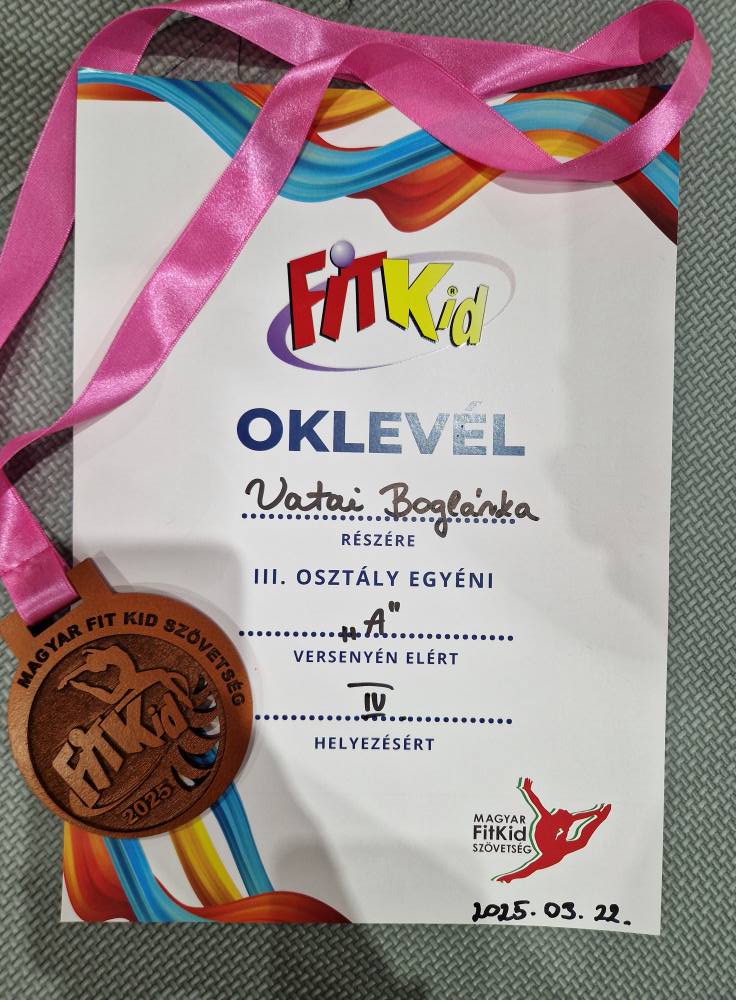 FiTKid®
OKLEVÉL
Vatai Boglárka
RÉSZÉRE
III. OSZTÁLY EGYÉNI
„A"
VERSENYÉN ELÉRT
IV
HELYEZÉSÉRT
MAGYAR FIT KID SZÖVETSÉG
FiTKid
2025
MAGYAR
FitKid
SZÖVETSÉG
2025. 03. 22.